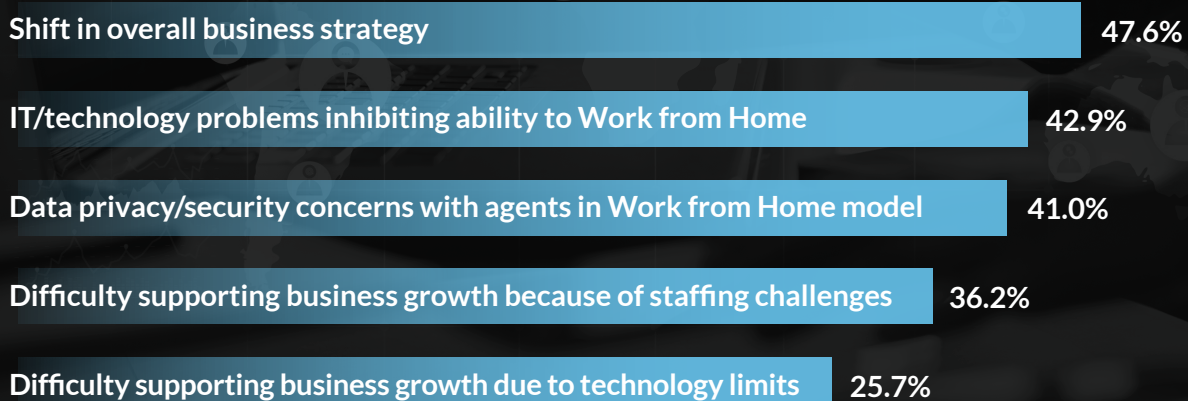 Shift in overall business strategy 47.6%
IT/technology problems inhibiting ability to Work from Home 42.9%
Data privacy/security concerns with agents in Work from Home model 41.0%
Difficulty supporting business growth because of staffing challenges 36.2%
Difficulty supporting business growth due to technology limits 25.7%